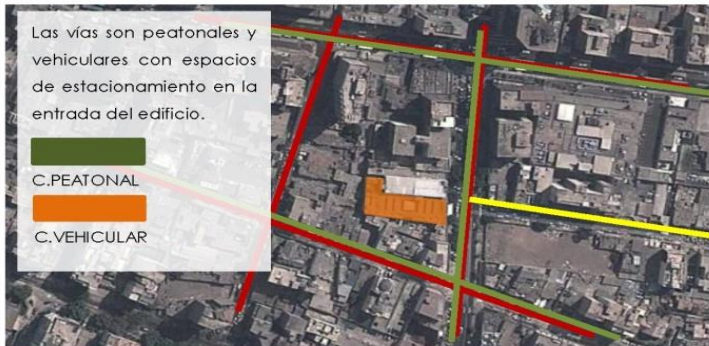 Las vías son peatonales y
vehiculares con espacios
de estacionamiento en la
entrada del edificio.
C.PEATONAL
C.VEHICULAR